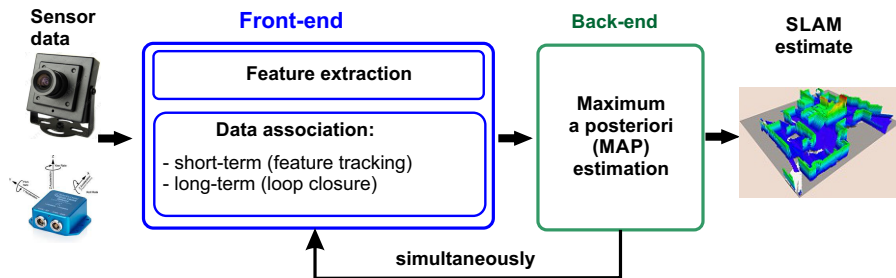 Sensor
data
Front-end
Feature extraction
Data association:
- short-term (feature tracking)
- long-term (loop closure)
Back-end
Maximum
a posteriori
(MAP)
estimation
SLAM
estimate
simultaneously